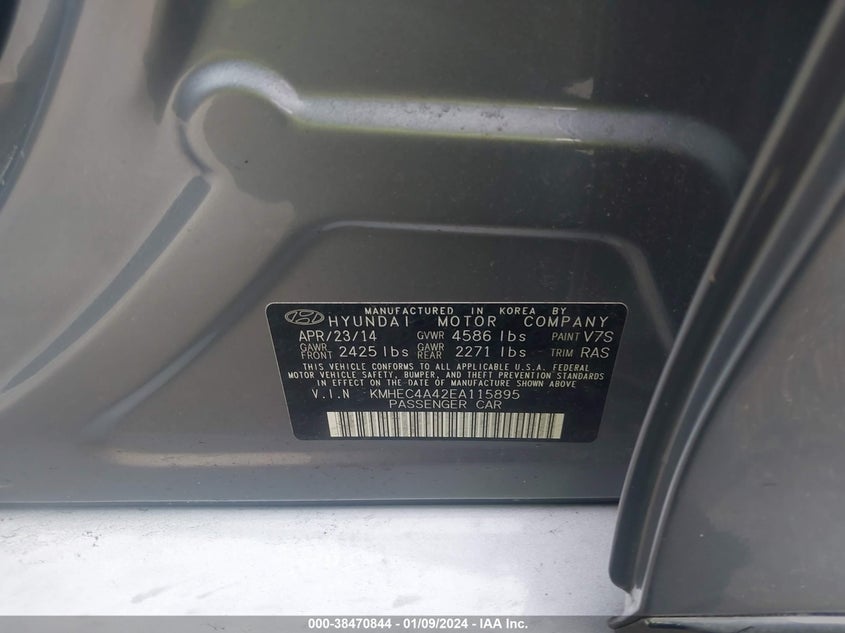 MANUFACTURED IN KOREA BY
HYUNDAI MOTOR COMPANY
APR/23/14 GVWR 4586 lbs PAINT V7S
GAWR FRONT 2425 lbs GAWR REAR 2271 lbs TRIM RAS
THIS VEHICLE CONFORMS TO ALL APPLICABLE U.S.A. FEDERAL
MOTOR VEHICLE SAFETY, BUMPER, AND THEFT PREVENTION STANDARDS
IN EFFECT ON THE DATE OF MANUFACTURE SHOWN ABOVE
V.I.N KMHEC4A42EA115895
PASSENGER CAR
000-38470844 - 01/09/2024 - IAA Inc.